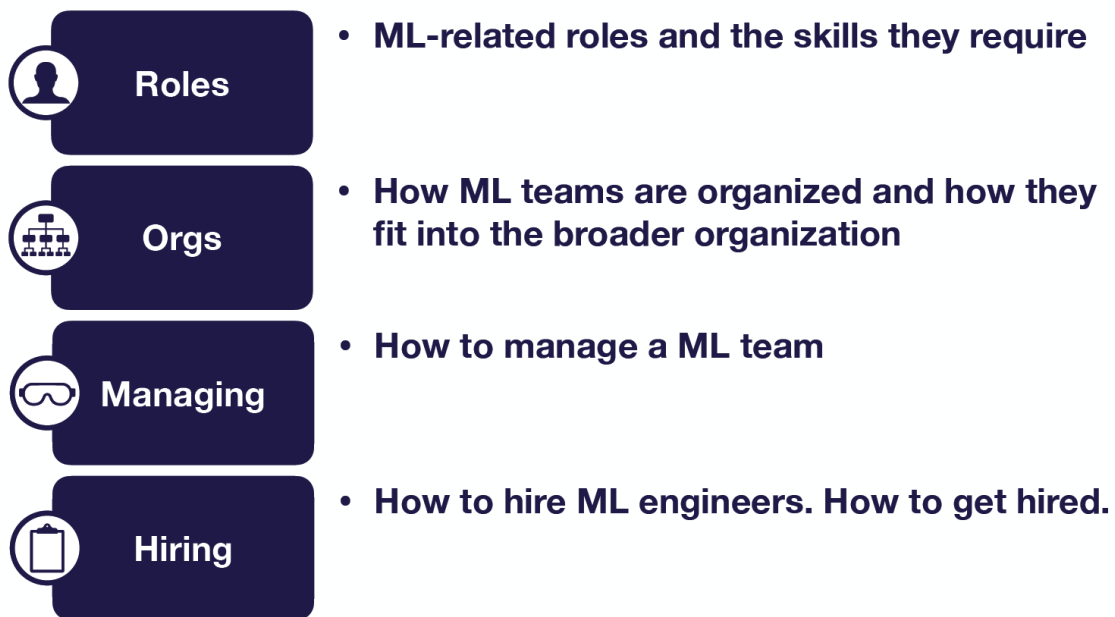 Roles
• ML-related roles and the skills they require
Orgs
• How ML teams are organized and how they
fit into the broader organization
Managing
• How to manage a ML team
Hiring
• How to hire ML engineers. How to get hired.